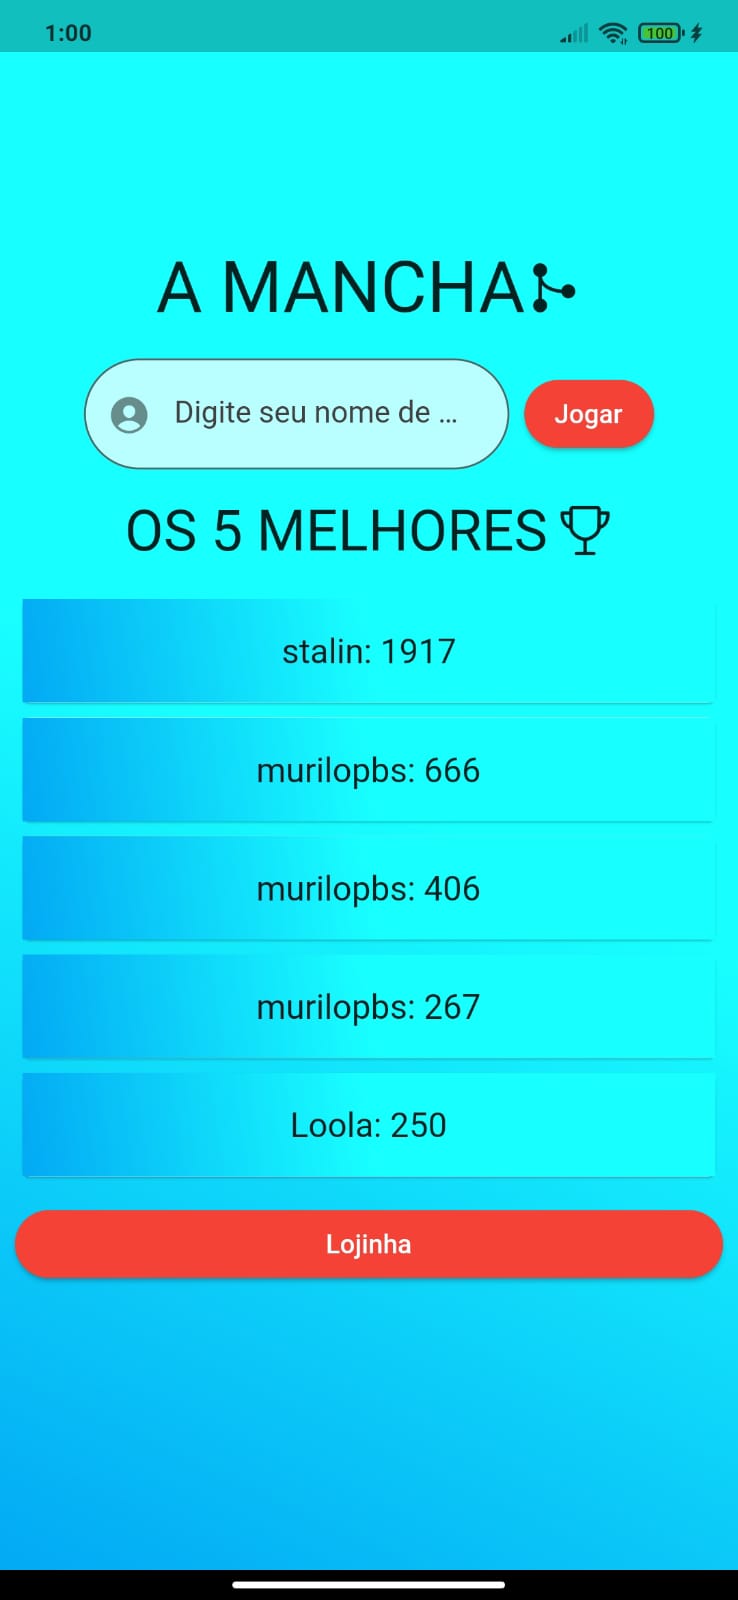 1:00
100
A MANCHA
Digite seu nome de ...
Jogar
OS 5 MELHORES
stalin: 1917
murilopbs: 666
murilopbs: 406
murilopbs: 267
Loola: 250
Lojinha